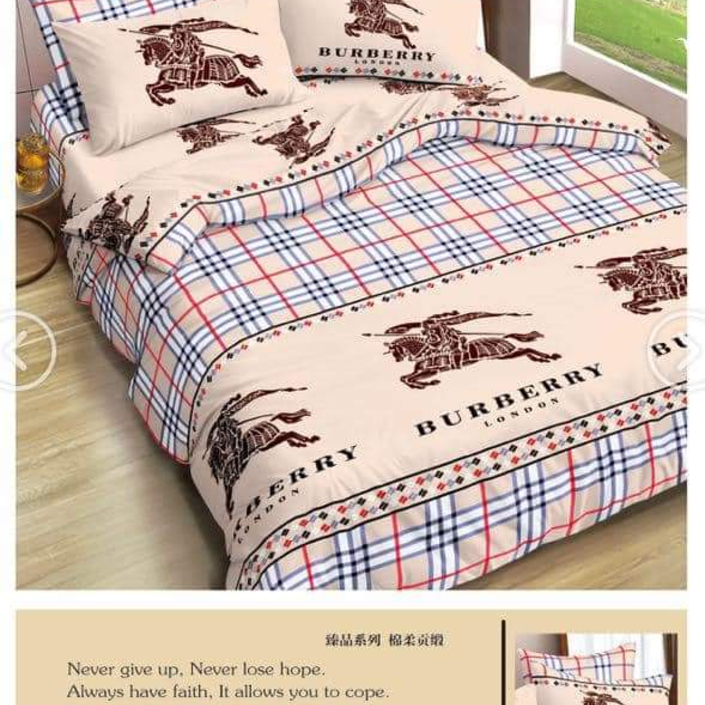 BURBERRY
LONDON
BURBERRY
LONDON
BU
BERRY
LONDON
臻品系列 棉柔贡缎
Never give up, Never lose hope.
Always have faith, It allows you to cope.